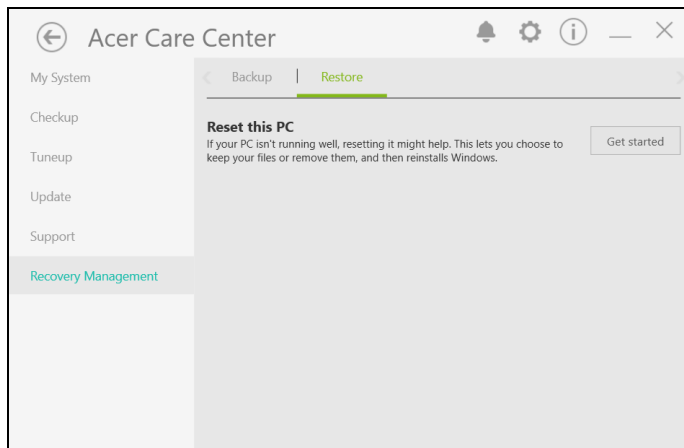 Acer Care Center
My System
Checkup
Tuneup
Update
Support
Recovery Management
Backup
Restore
Reset this PC
If your PC isn't running well, resetting it might help. This lets you choose to
keep your files or remove them, and then reinstalls Windows.
Get started